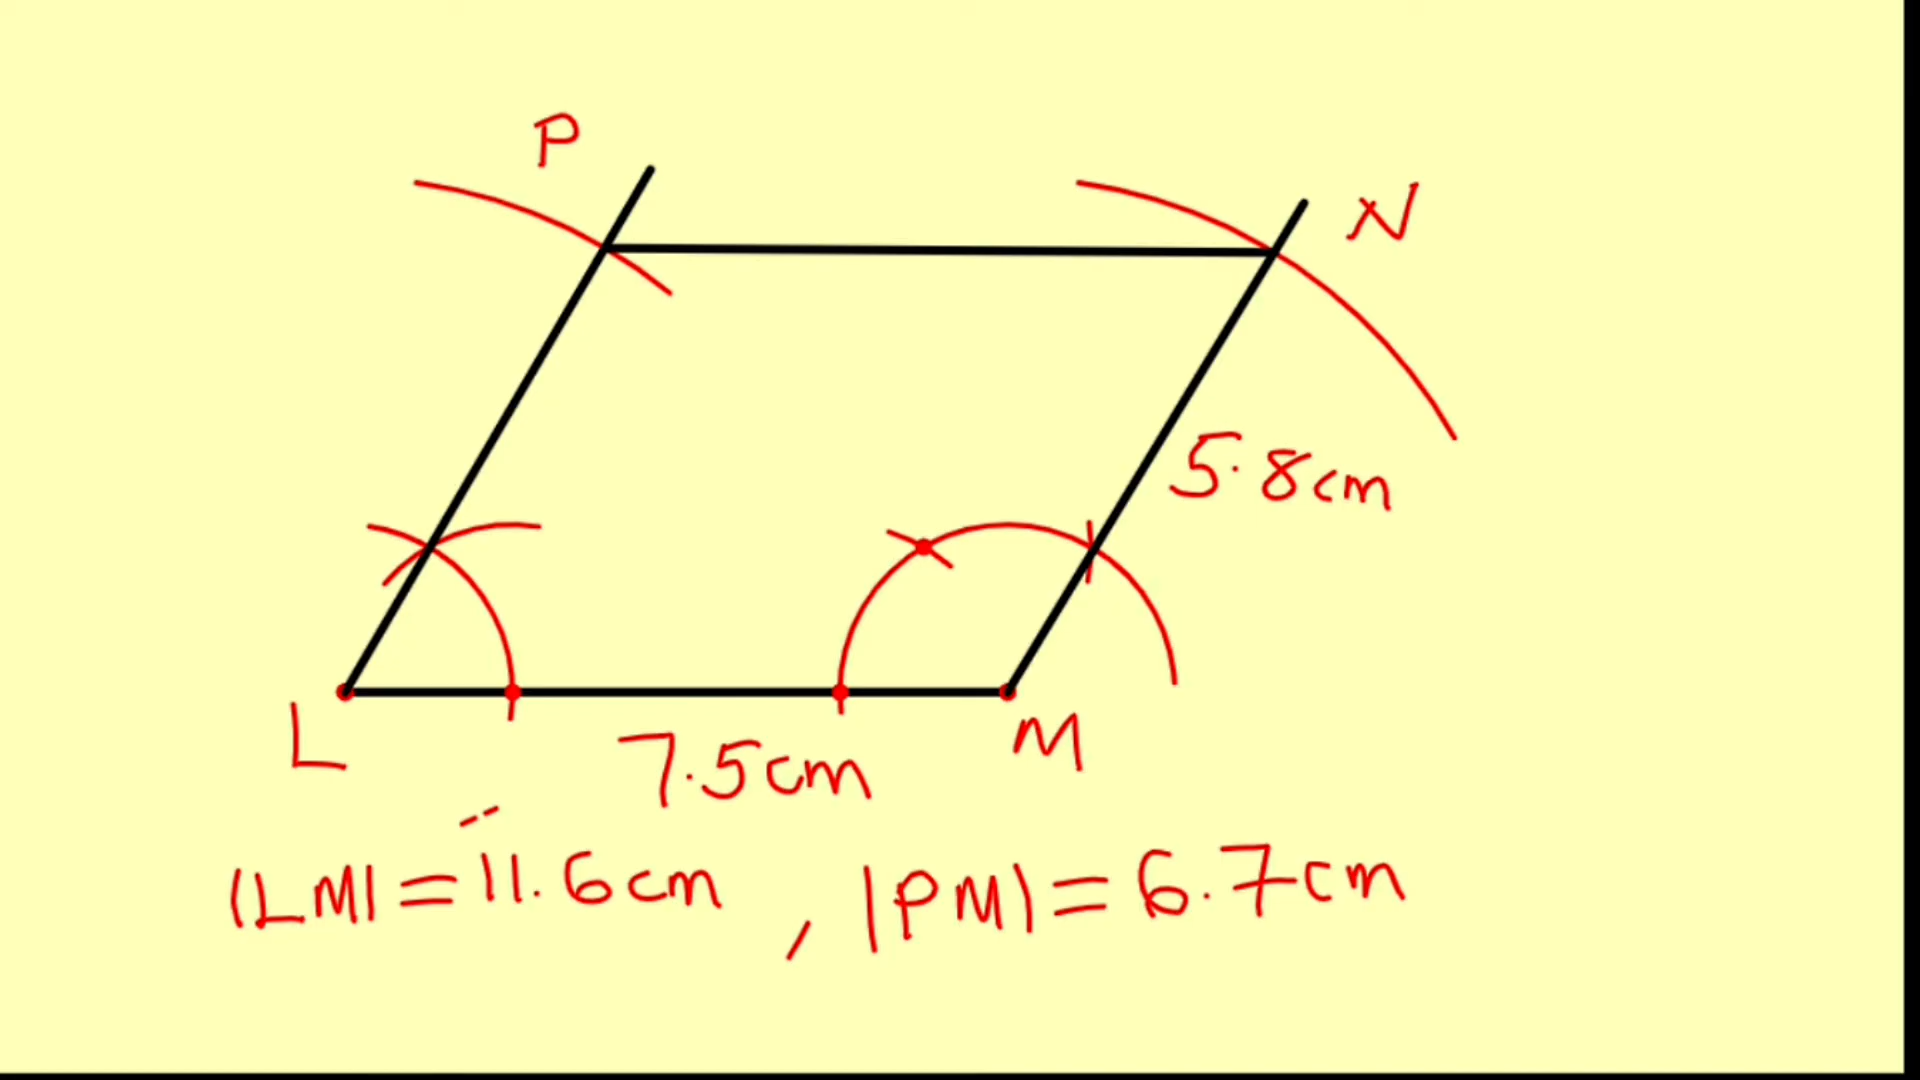 P
N
5.8cm
L
M
7.5cm
|LM| = 11.6cm , |PM| = 6.7cm